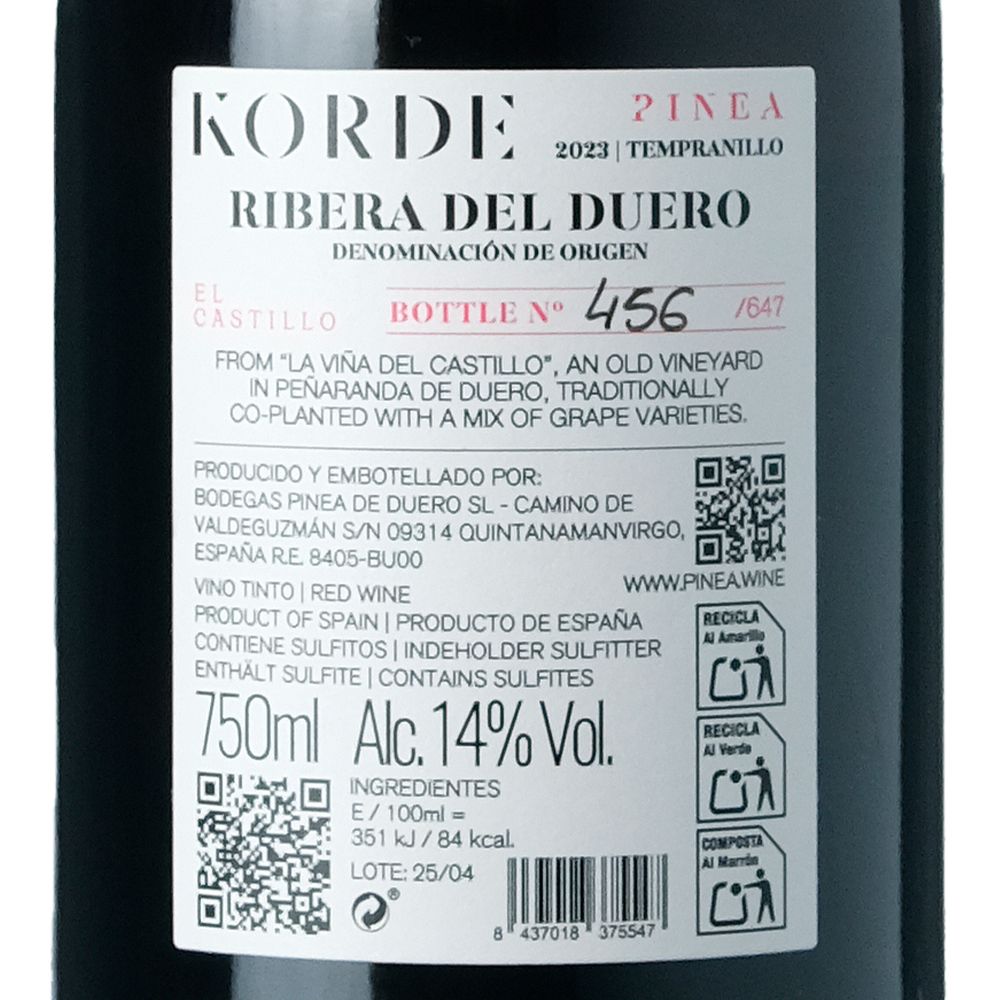 KORDE PINEA
2023 | TEMPRANILLO
RIBERA DEL DUERO
DENOMINACIÓN DE ORIGEN
EL
CASTILLO
BOTTLE Nº 456 /647
FROM "LA VIÑA DEL CASTILLO", AN OLD VINEYARD
IN PEÑARANDA DE DUERO, TRADITIONALLY
CO-PLANTED WITH A MIX OF GRAPE VARIETIES.
PRODUCIDO Y EMBOTELLADO POR:
BODEGAS PINEA DE DUERO SL - CAMINO DE
VALDEGUZMÁN S/N 09314 QUINTANAMANVIRGO,
ESPAÑA R.E. 8405-BU00
WWW.PINEA.WINE
VINO TINTO | RED WINE
PRODUCT OF SPAIN | PRODUCTO DE ESPAÑA
CONTIENE SULFITOS | INDEHOLDER SULFITTER
ENTHÄLT SULFITE | CONTAINS SULFITES
RECICLA
Al Amarillo
750ml Alc. 14% Vol.
RECICLA
Al Verde
INGREDIENTES
E / 100ml =
351 kJ / 84 kcal.
COMPOSTA
Al Marrón
LOTE: 25/04
®
8 437018 375547